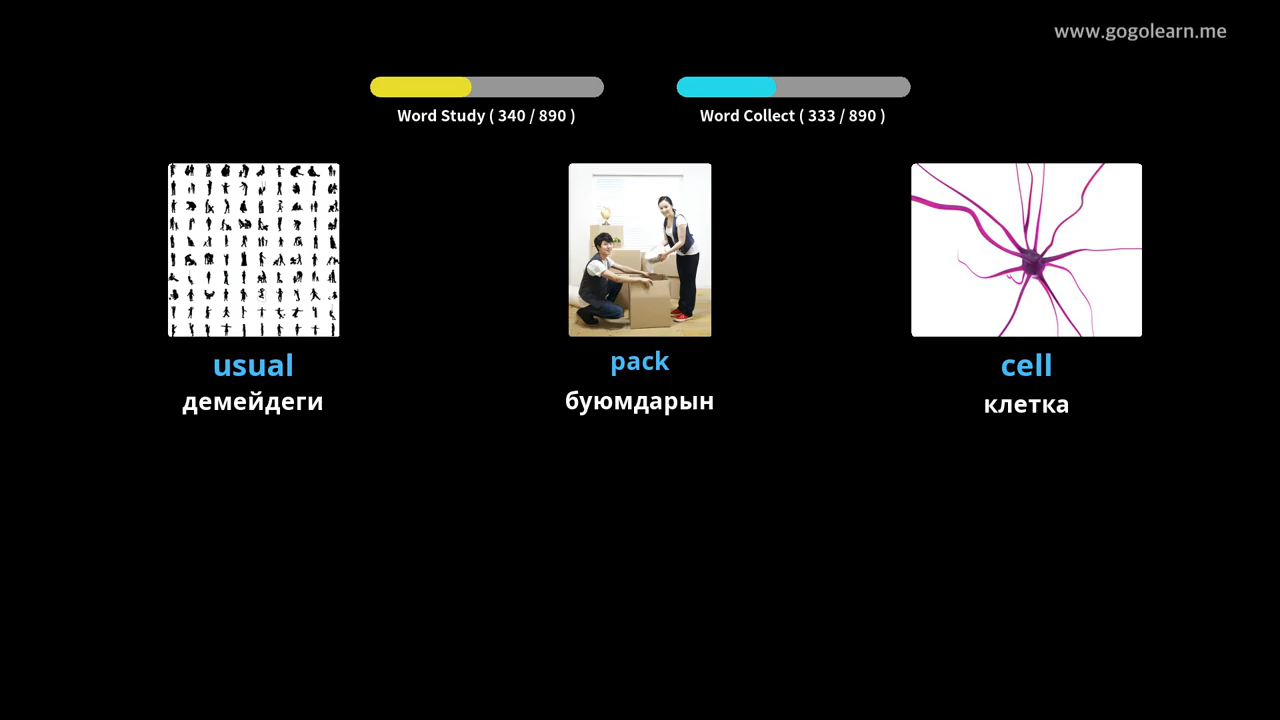 www.gogolearn.me
Word Study ( 340 / 890 )
Word Collect ( 333 / 890 )
usual
pack
cell
демейдеги
буюмдарын
клетка